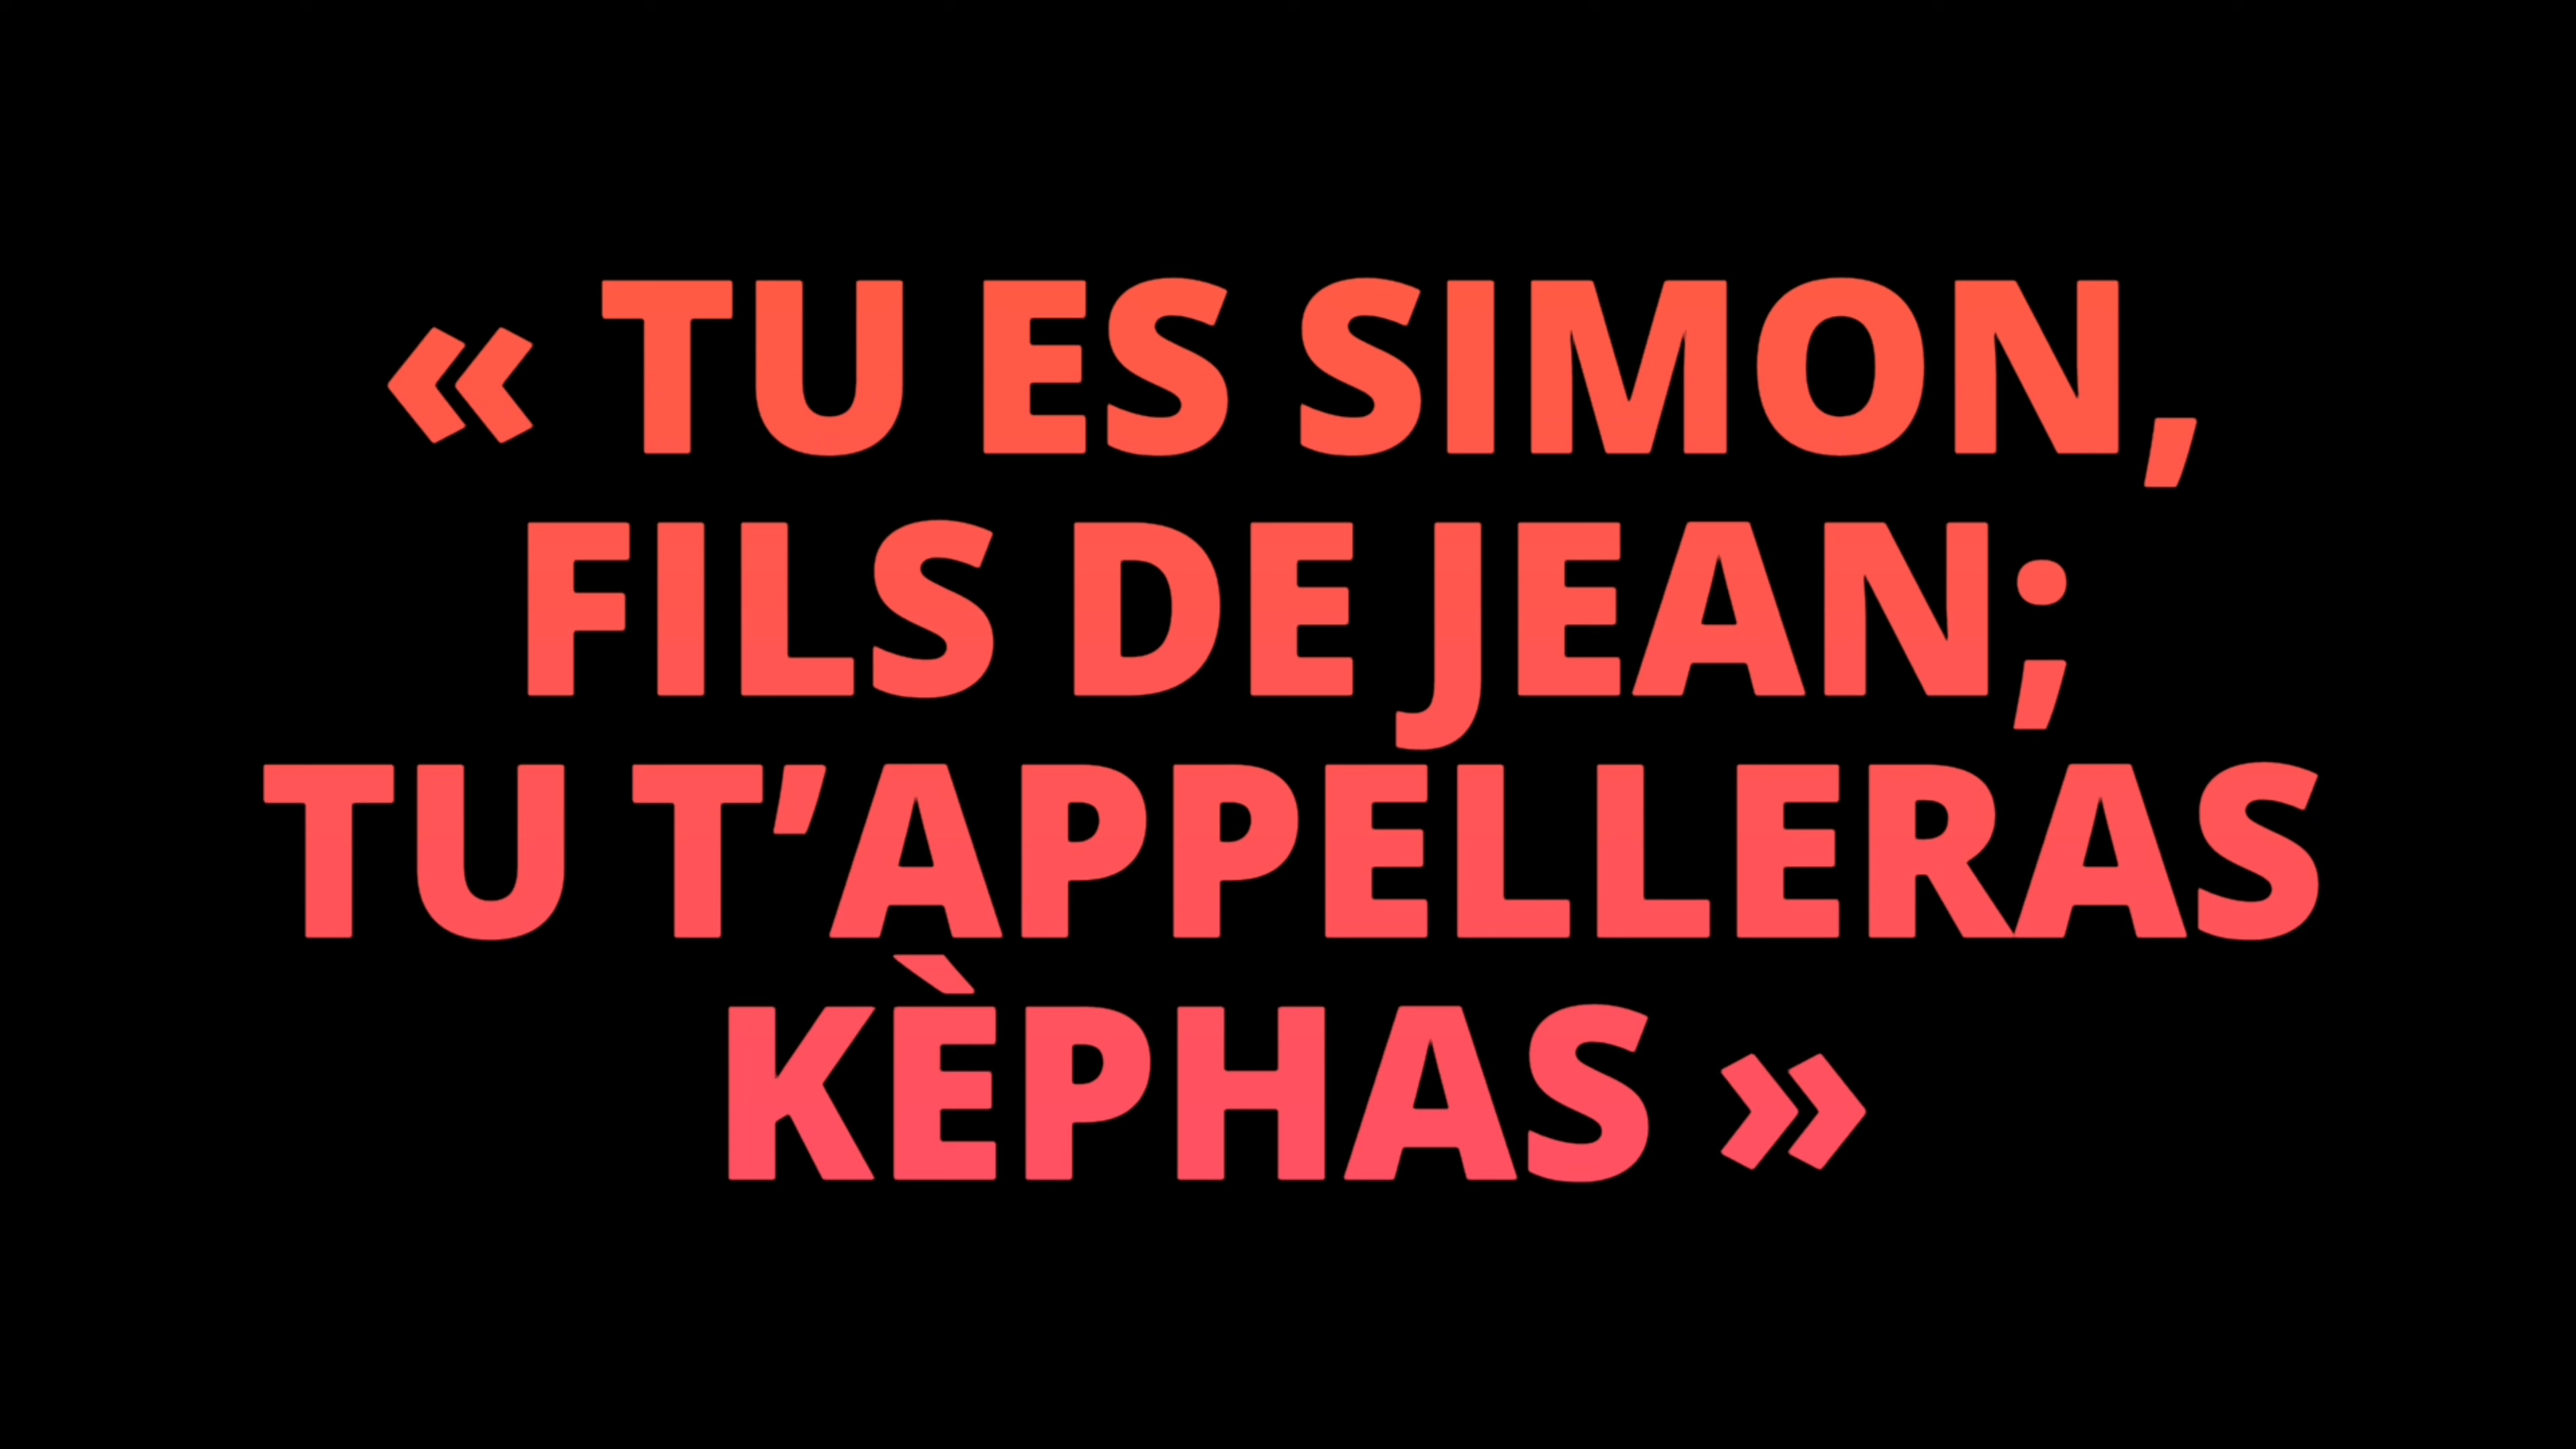 « TU ES SIMON,
FILS DE JEAN;
TU T’APPELLERAS
KÈPHAS »